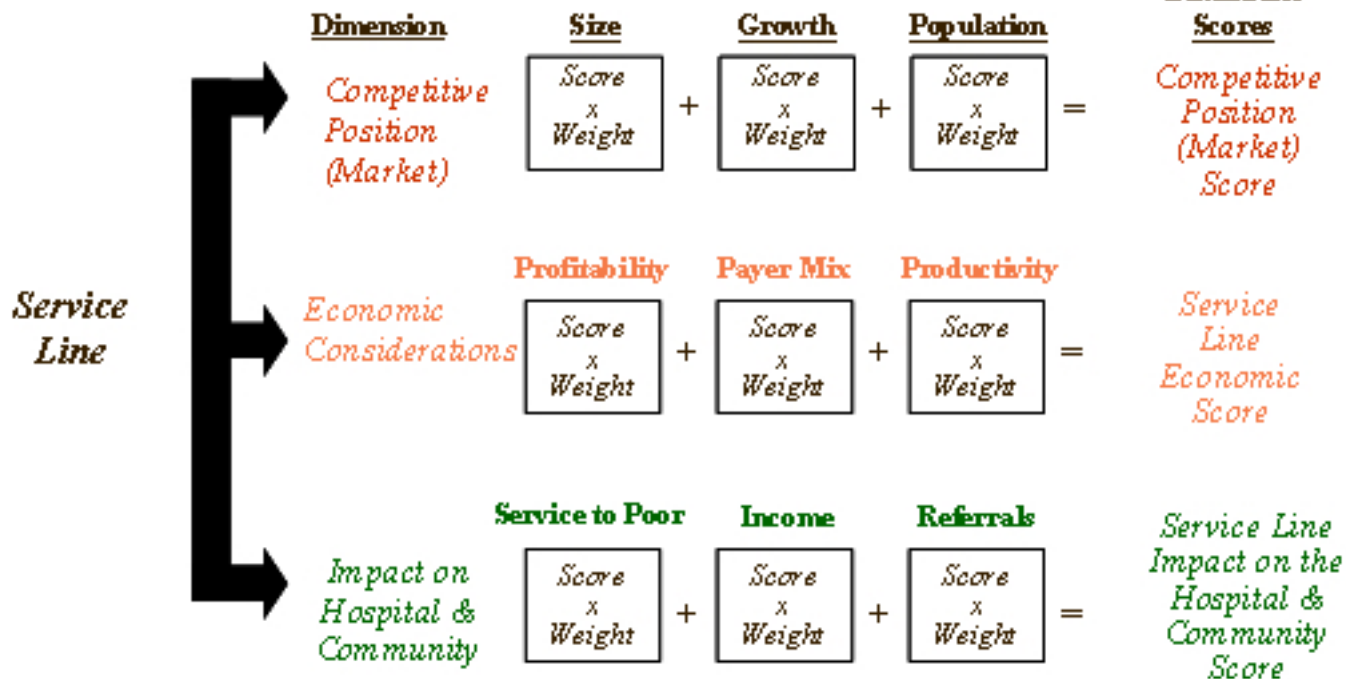 Dimension Size Growth Population Scores
Competitive Position (Market)
Score x Weight + Score x Weight + Score x Weight =
Competitive Position (Market) Score
Service Line
Profitability Payer Mix Productivity
Economic Considerations
Score x Weight + Score x Weight + Score x Weight =
Service Line Economic Score
Service to Poor Income Referrals
Impact on Hospital & Community
Score x Weight + Score x Weight + Score x Weight =
Service Line Impact on the Hospital & Community Score